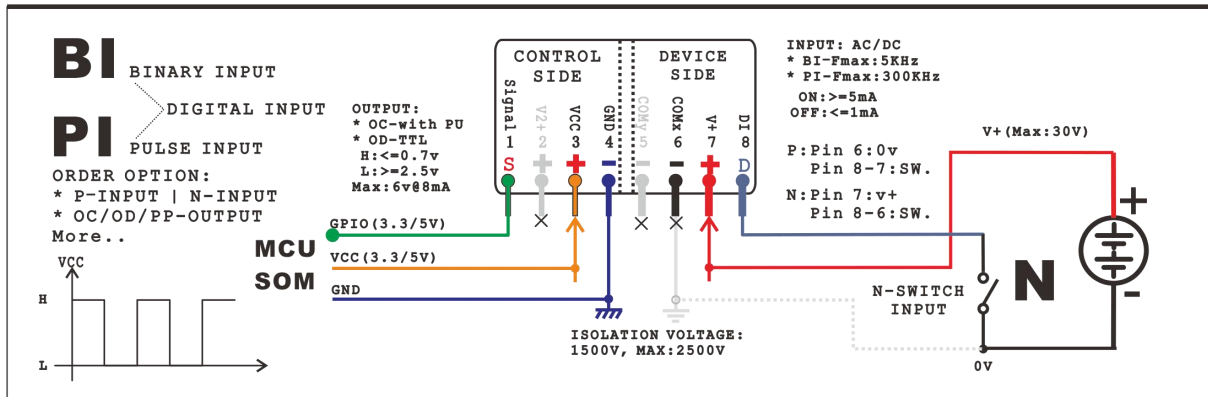 BI BINARY INPUT
DIGITAL INPUT
PI PULSE INPUT
ORDER OPTION:
* P-INPUT | N-INPUT
* OC/OD/PP-OUTPUT
More..
VCC
H
L
OUTPUT:
* OC-with PU
* OD-TTL
H:<=0.7v
L:>=2.5v
Max:6v@8mA
GPIO(3.3/5V)
MCU
VCC(3.3/5V)
SOM
GND
CONTROL SIDE
DEVICE SIDE
Signal 1
V2+ 2
VCC 3
GND 4
COMy 5
COMx 6
V+ 7
DI 8
S
D
ISOLATION VOLTAGE:
1500V, MAX:2500V
INPUT: AC/DC
* BI-Fmax:5KHz
* PI-Fmax:300KHz
ON:>=5mA
OFF:<=1mA
P:Pin 6:0v
Pin 8-7:SW.
N:Pin 7:v+
Pin 8-6:SW.
V+(Max:30V)
N-SWITCH
INPUT
N
0V